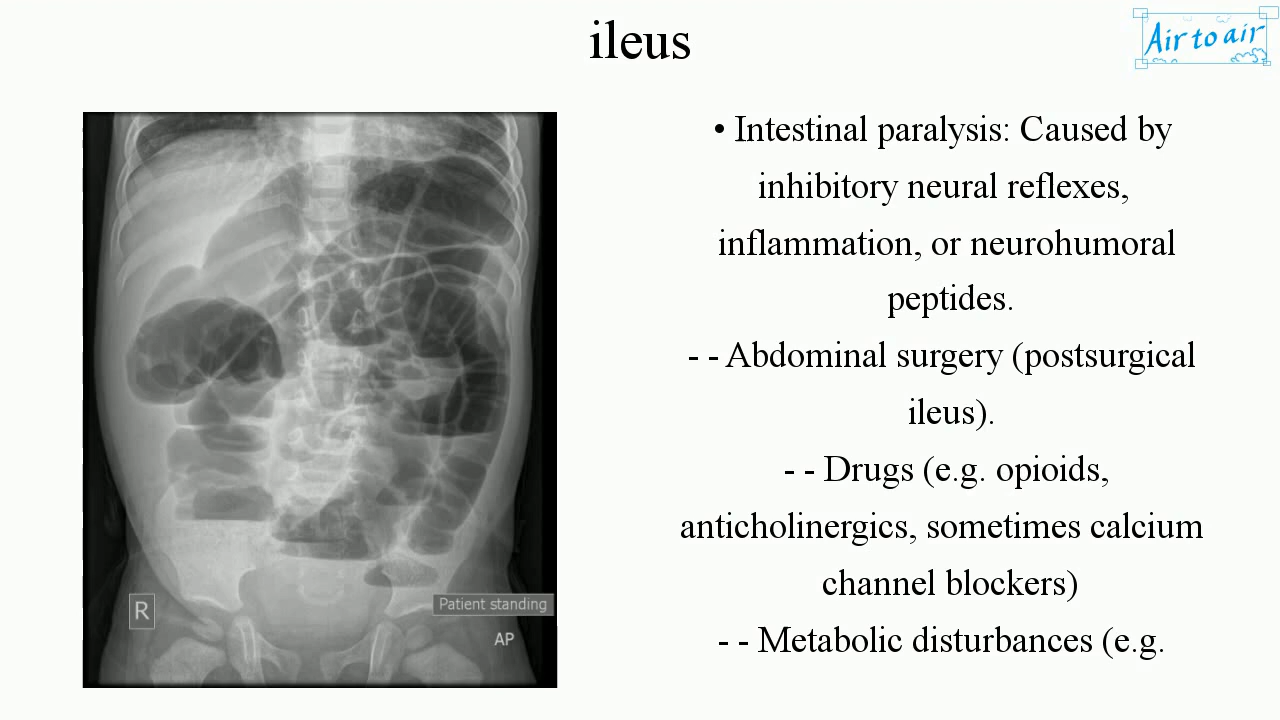 ileus
Air to air
• Intestinal paralysis: Caused by
inhibitory neural reflexes,
inflammation, or neurohumoral
peptides.
- - Abdominal surgery (postsurgical
ileus).
- - Drugs (e.g. opioids,
anticholinergics, sometimes calcium
channel blockers)
- - Metabolic disturbances (e.g.
R
Patient standing
AP